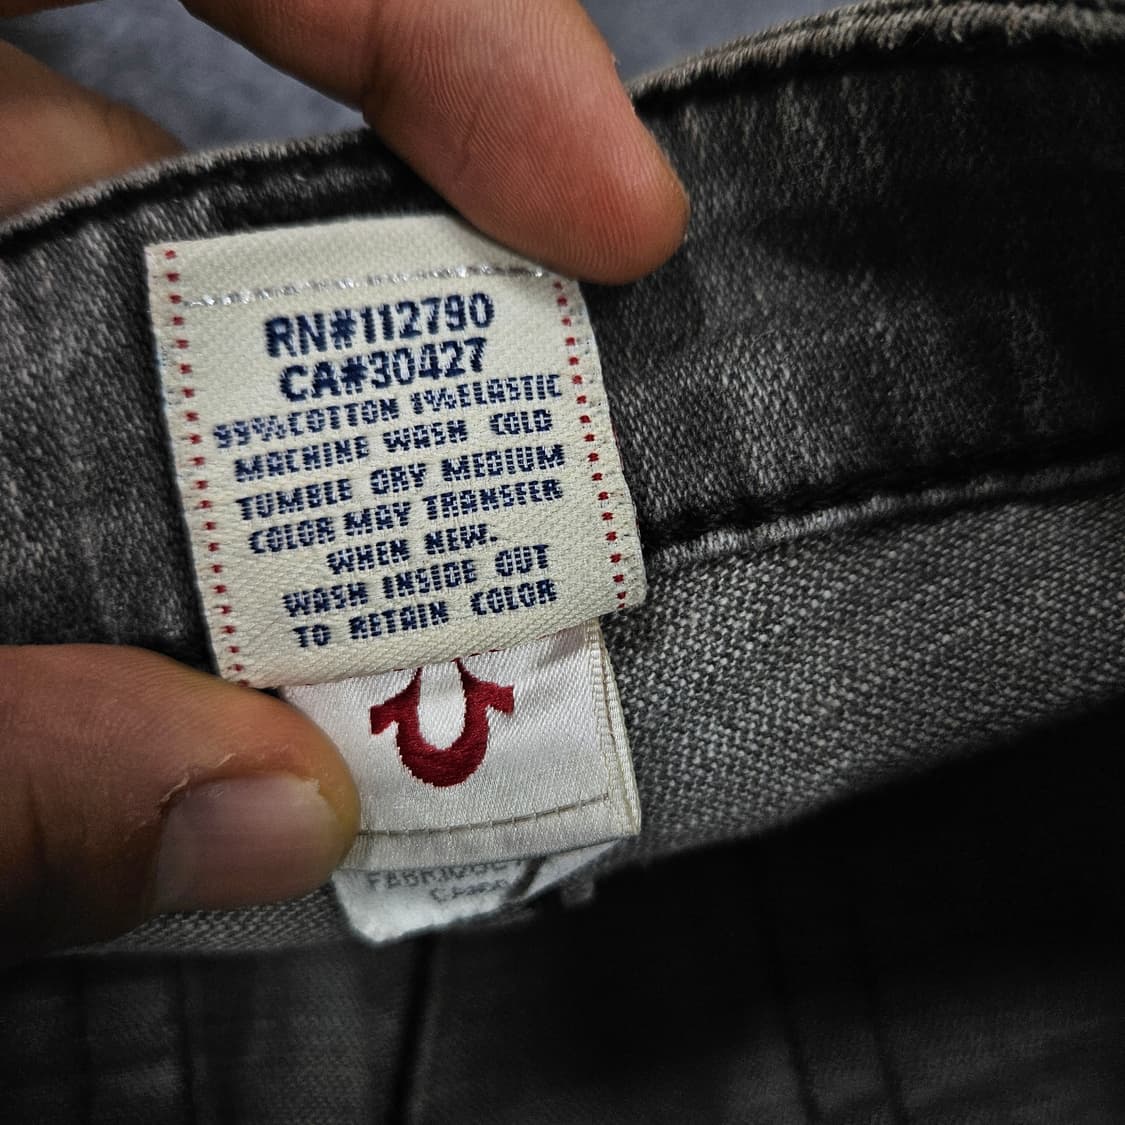 RN#112790
CA#30427
99%COTTON 1%ELASTIC
MACHINE WASH COLD
TUMBLE DRY MEDIUM
COLOR MAY TRANSFER
WHEN NEW.
WASH INSIDE OUT
TO RETAIN COLOR